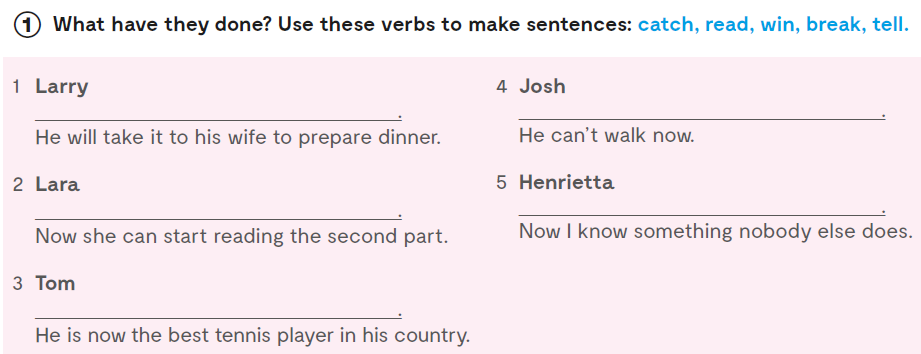 1 What have they done? Use these verbs to make sentences: catch, read, win, break, tell.
1 Larry
.
He will take it to his wife to prepare dinner.
2 Lara
.
Now she can start reading the second part.
3 Tom
.
He is now the best tennis player in his country.
4 Josh
.
He can't walk now.
5 Henrietta
.
Now I know something nobody else does.